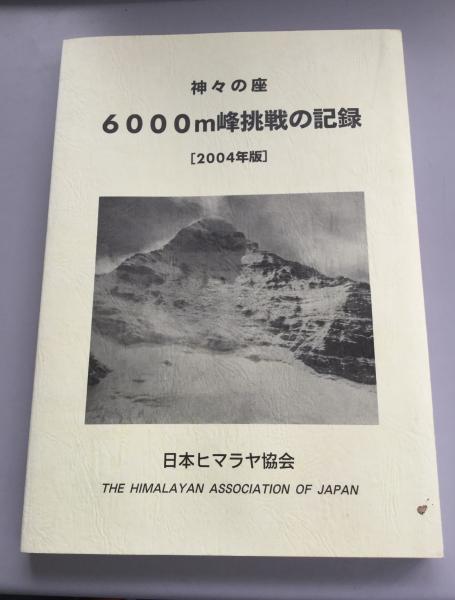 神々の座
６０００m峰挑戦の記録
［2004年版］
日本ヒマラヤ協会
THE HIMALAYAN ASSOCIATION OF JAPAN